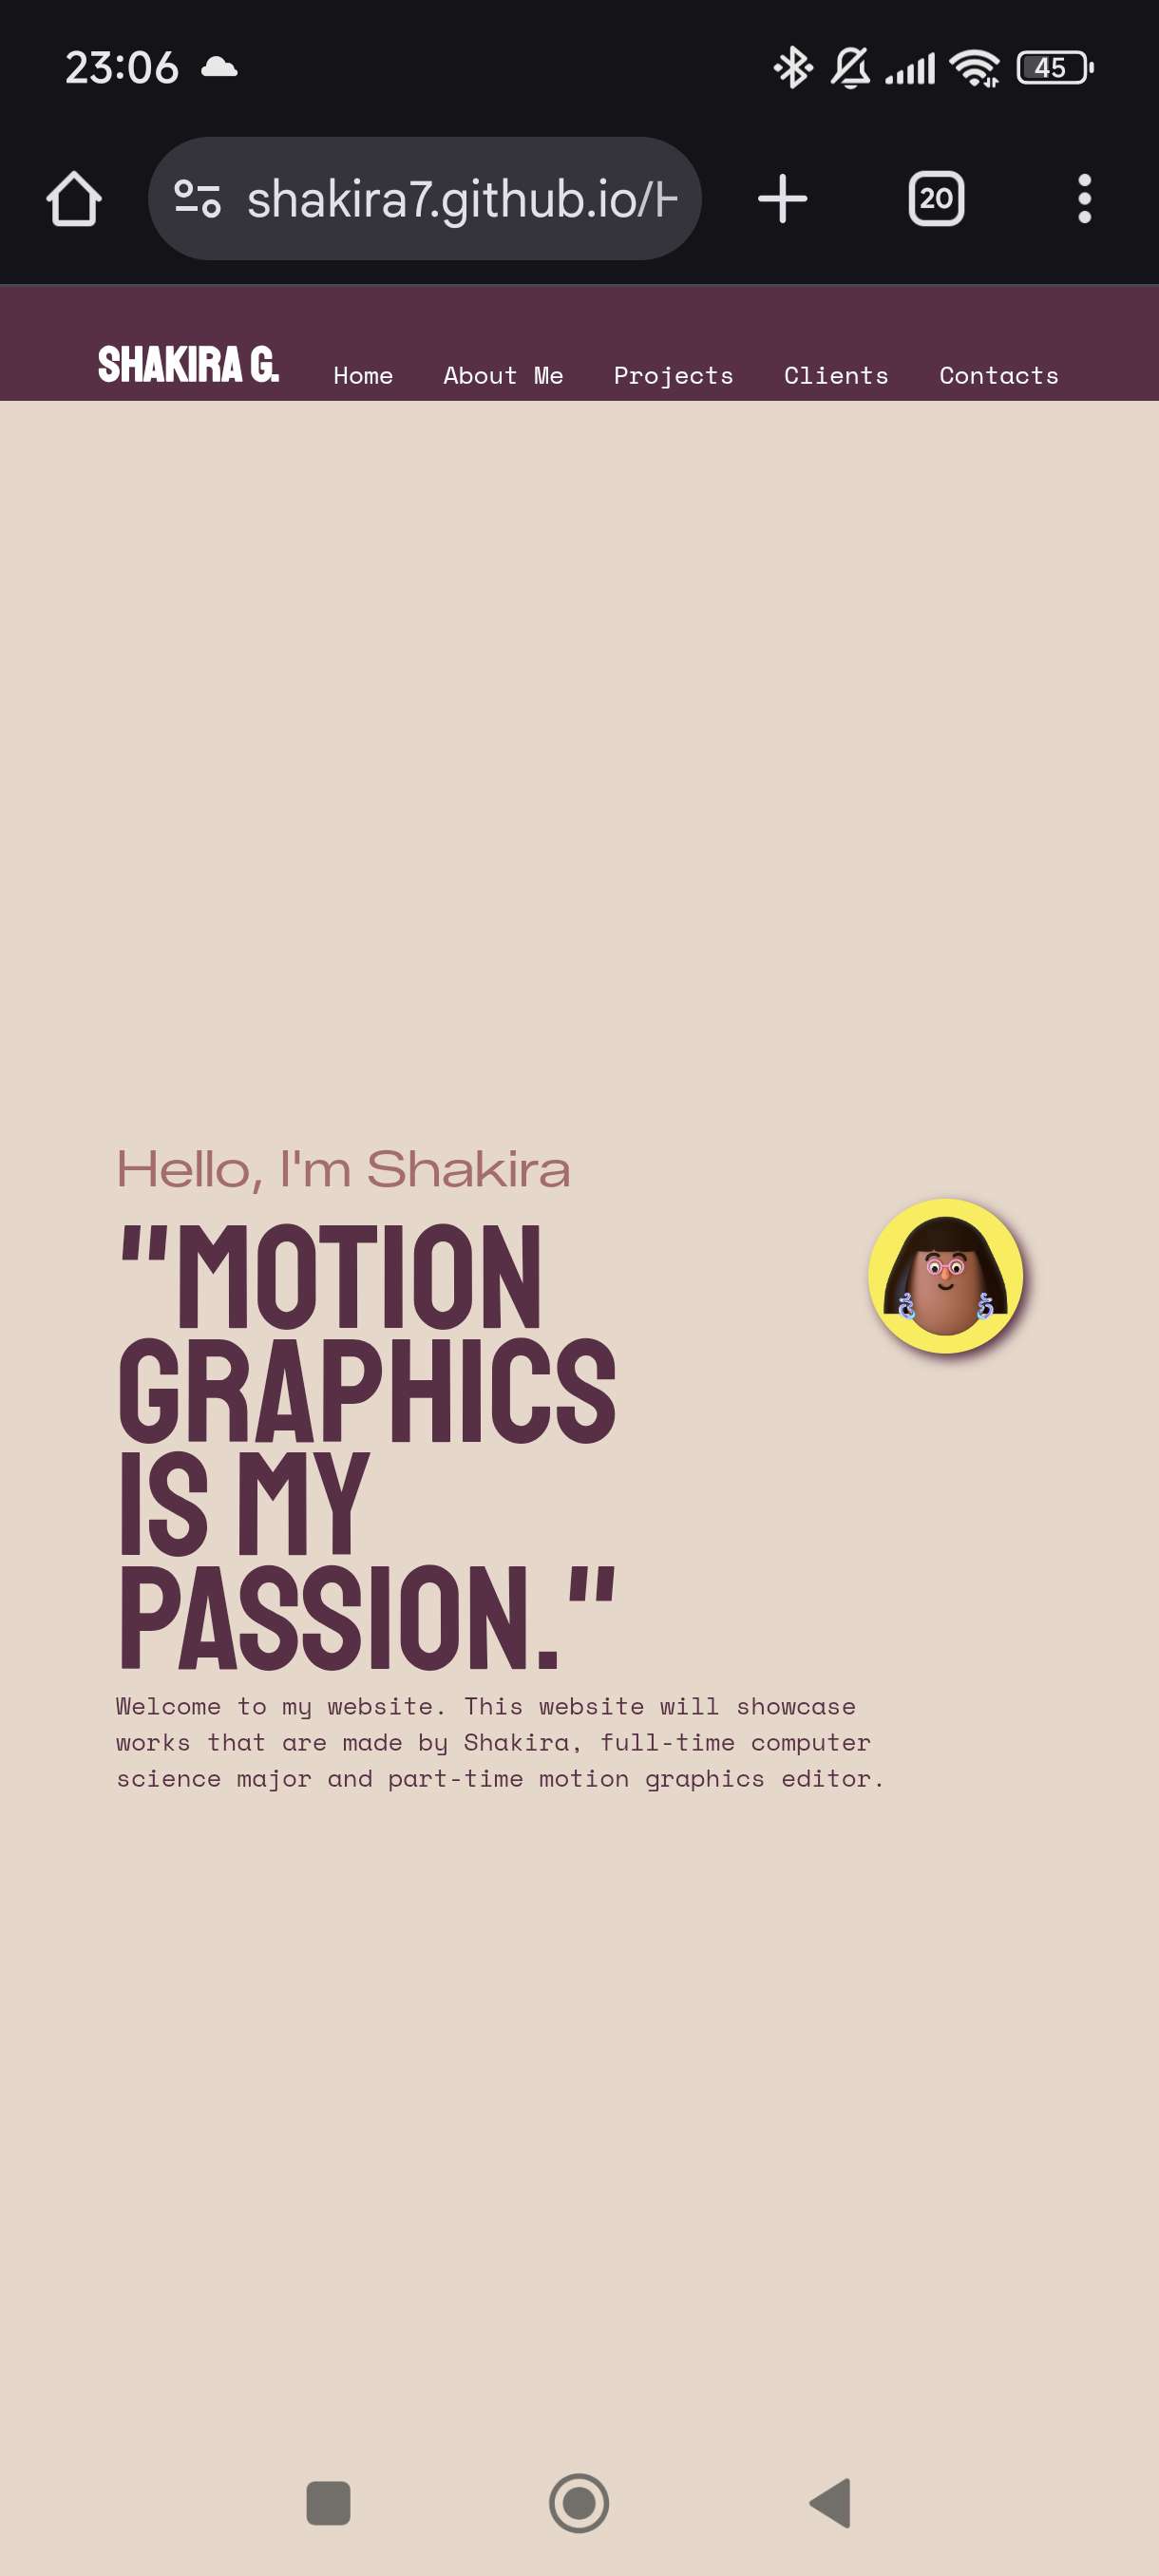 23:06
45
shakira7.github.io/H
20
SHAKIRA G. Home About Me Projects Clients Contacts
Hello, I'm Shakira
"MOTION
GRAPHICS
IS MY
PASSION."
Welcome to my website. This website will showcase
works that are made by Shakira, full-time computer
science major and part-time motion graphics editor.